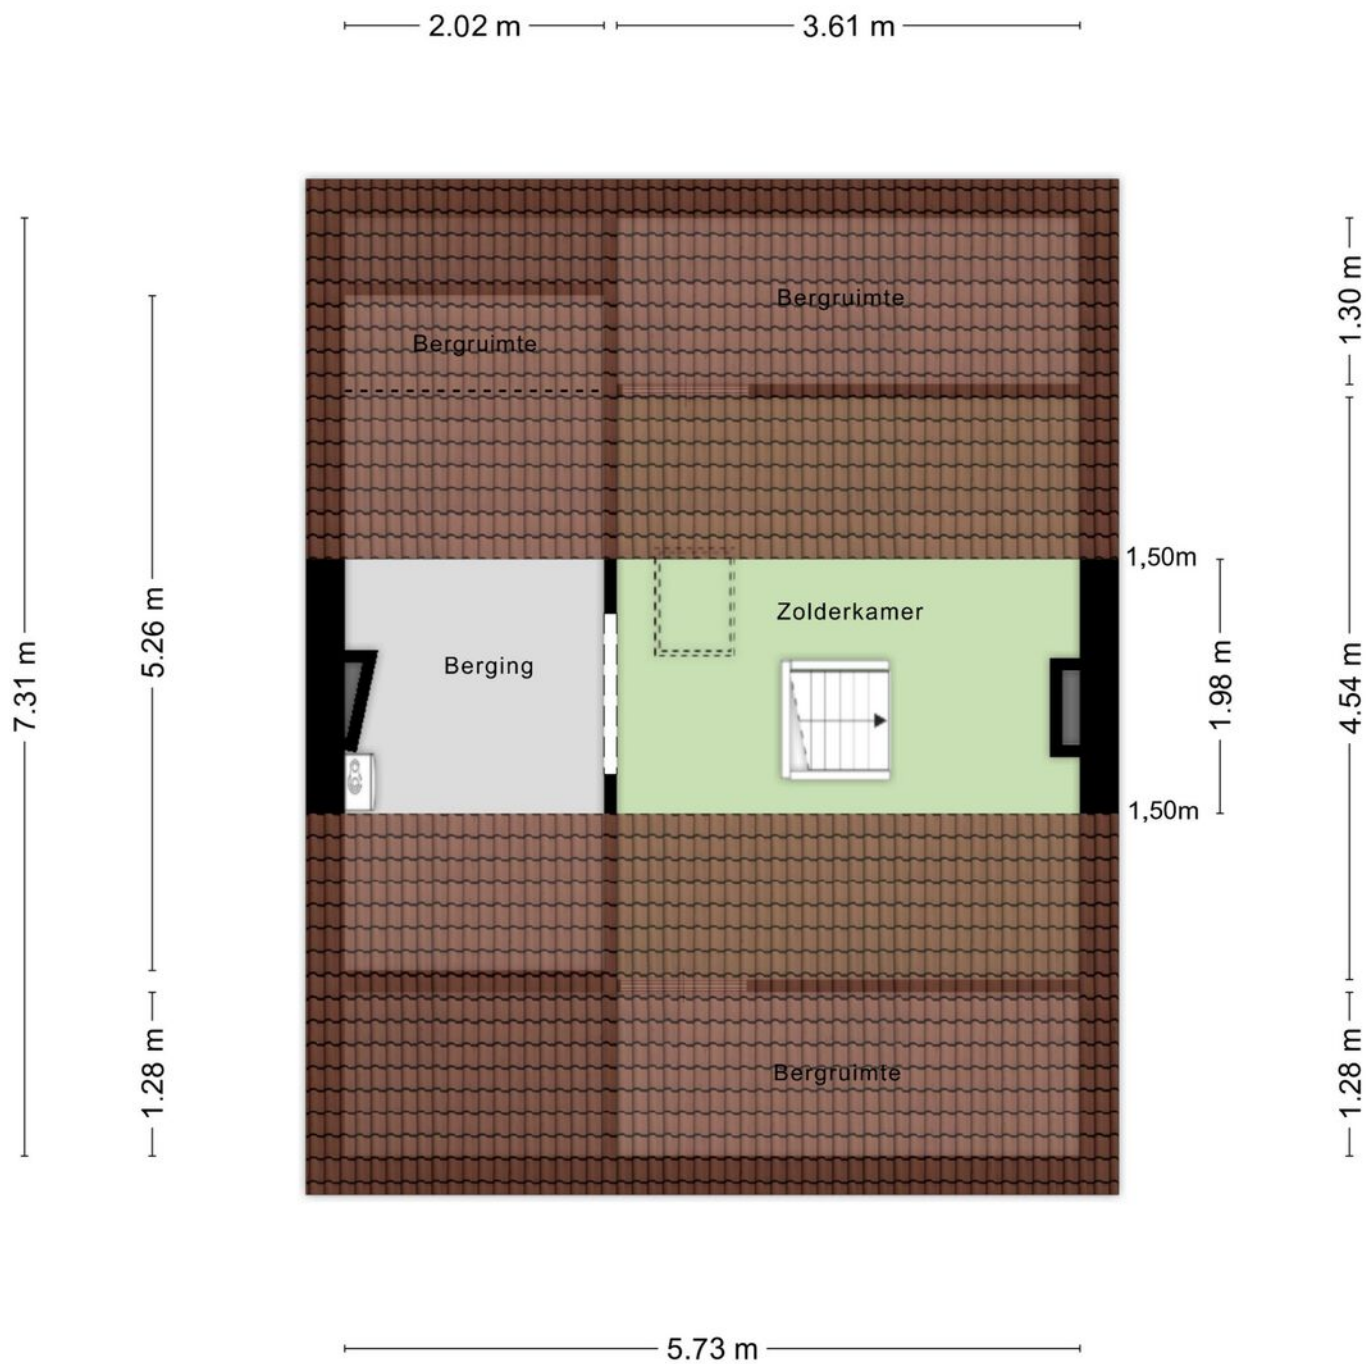 2.02 m
3.61 m
Bergruimte
1.30 m
Bergruimte
1,50m
Zolderkamer
5.26 m
Berging
7.31 m
1.98 m
4.54 m
1,50m
1.28 m
Bergruimte
1.28 m
5.73 m